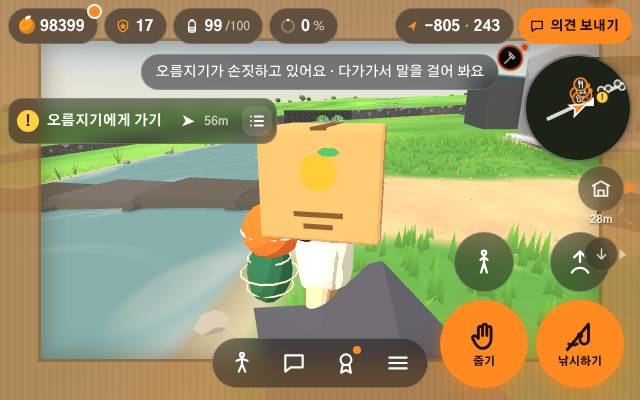 98399
17
99 /100
0 %
−805 · 243
의견 보내기
오름지기가 손짓하고 있어요 · 다가가서 말을 걸어 봐요
! 오름지기에게 가기 56m
!
28m
줍기
낚시하기